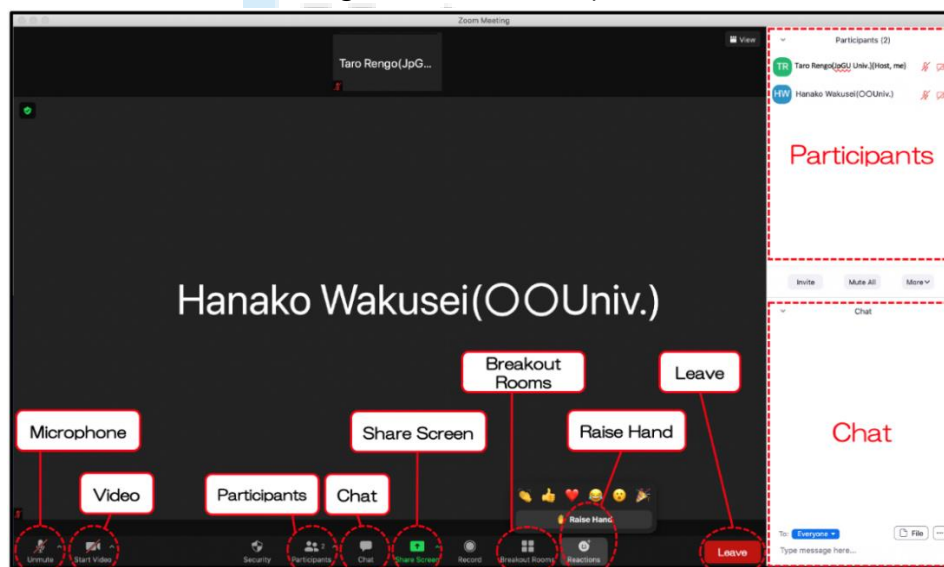 Zoom Meeting
Taro Rengo(JpG...
View
Participants (2)
TR Taro Rengo(JpGU Univ.)(Host, me)
HW Hanako Wakusei(〇〇Univ.)
Participants
Invite Mute All More
Hanako Wakusei(〇〇Univ.)
Breakout Rooms
Leave
Microphone
Share Screen
Raise Hand
Video
Participants
Chat
Raise Hand
Unmute
Start Video
Security
Participants 2
Chat
Share Screen
Record
Breakout Rooms
Reactions
Leave
Chat
Chat
To: Everyone
File
Type message here...